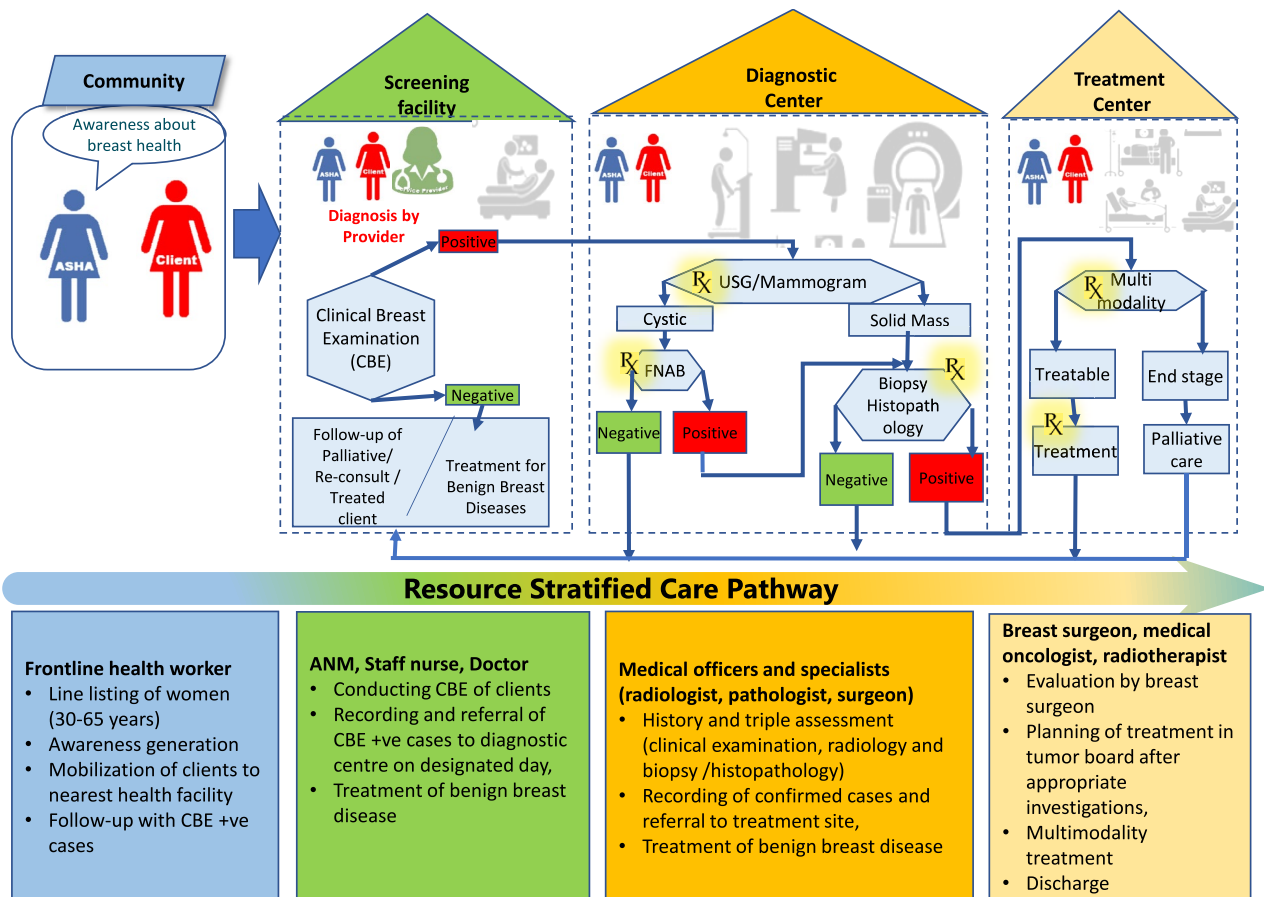 Community
Awareness about
breast health
ASHA
Client
Screening
facility
ASHA
Client
Service Provider
Diagnosis by
Provider
Positive
Clinical Breast
Examination
(CBE)
Negative
Follow-up of
Palliative/
Re-consult /
Treated
client
Treatment for
Benign Breast
Diseases
Diagnostic
Center
ASHA
Client
Rx USG/Mammogram
Cystic
Solid Mass
Rx FNAB
Negative
Positive
Rx
Biopsy
Histopath
ology
Negative
Positive
Treatment
Center
ASHA
Client
Rx Multi
modality
Treatable
End stage
Rx
Treatment
Palliative
care
Resource Stratified Care Pathway
Frontline health worker
• Line listing of women
(30-65 years)
• Awareness generation
• Mobilization of clients to
nearest health facility
• Follow-up with CBE +ve
cases
ANM, Staff nurse, Doctor
• Conducting CBE of clients
• Recording and referral of
CBE +ve cases to diagnostic
centre on designated day,
• Treatment of benign breast
disease
Medical officers and specialists
(radiologist, pathologist, surgeon)
• History and triple assessment
(clinical examination, radiology and
biopsy /histopathology)
• Recording of confirmed cases and
referral to treatment site,
• Treatment of benign breast disease
Breast surgeon, medical
oncologist, radiotherapist
• Evaluation by breast
surgeon
• Planning of treatment in
tumor board after
appropriate
investigations,
• Multimodality
treatment
• Discharge